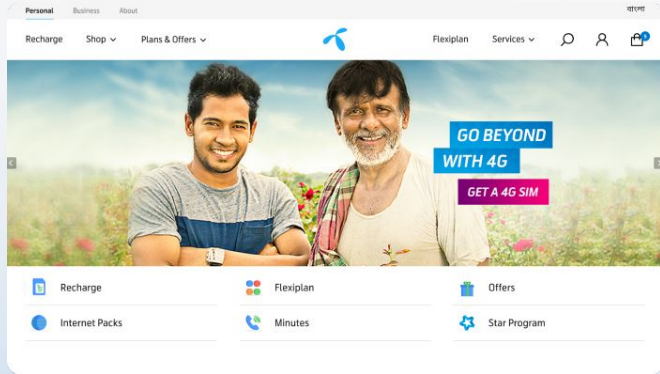 Personal Business About বাংলা
Recharge Shop Plans & Offers Flexiplan Services
GO BEYOND
WITH 4G
GET A 4G SIM
Recharge Flexiplan Offers
Internet Packs Minutes Star Program